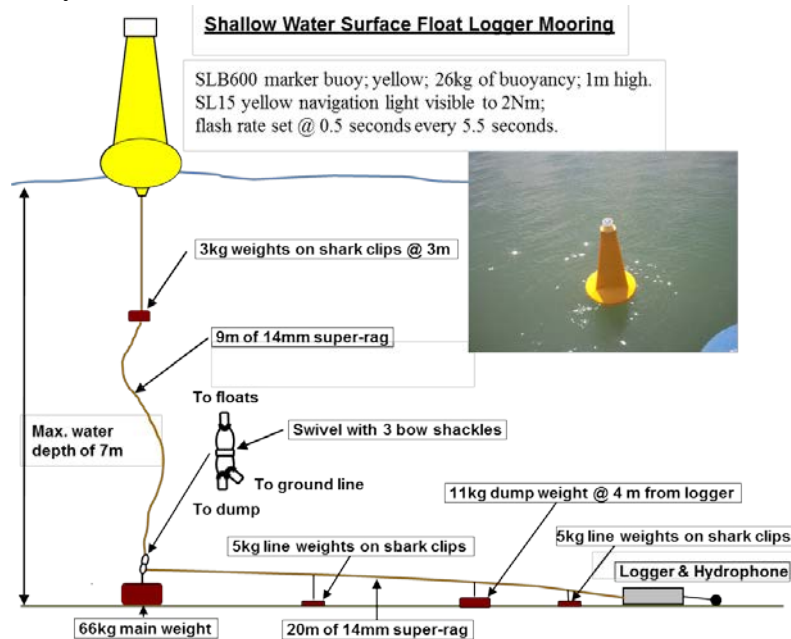 Shallow Water Surface Float Logger Mooring
SLB600 marker buoy; yellow; 26kg of buoyancy; 1m high.
SL15 yellow navigation light visible to 2Nm;
flash rate set @ 0.5 seconds every 5.5 seconds.
3kg weights on shark clips @ 3m
9m of 14mm super-rag
To floats
Max. water
depth of 7m
Swivel with 3 bow shackles
To ground line
To dump
11kg dump weight @ 4 m from logger
5kg line weights on shark clips
5kg line weights on shark clips
Logger & Hydrophone
66kg main weight
20m of 14mm super-rag